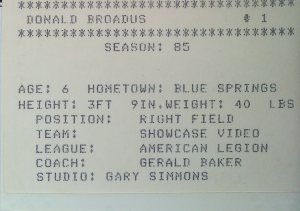 ********************************
DONALD BROADUS # 1
********************************
SEASON: 85
AGE: 6 HOMETOWN: BLUE SPRINGS
HEIGHT: 3FT 9IN. WEIGHT: 40 LBS
POSITION: RIGHT FIELD
TEAM: SHOWCASE VIDEO
LEAGUE: AMERICAN LEGION
COACH: GERALD BAKER
STUDIO: GARY SIMMONS